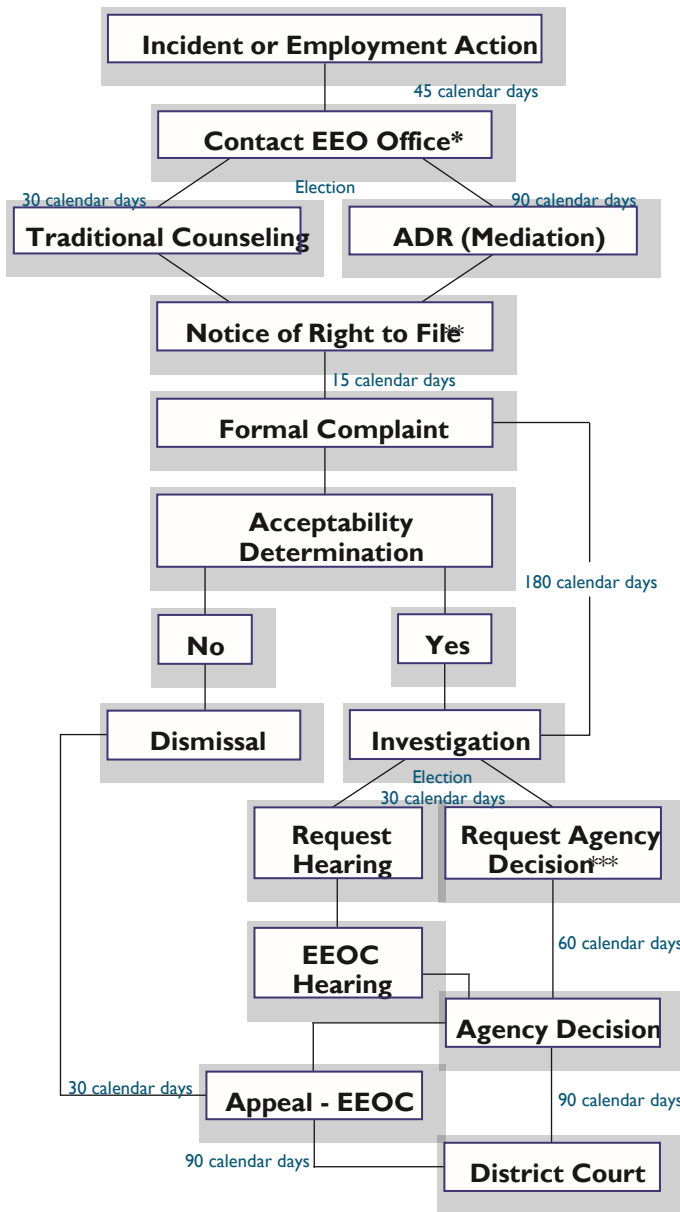 Incident or Employment Action
45 calendar days
Contact EEO Office*
Election
30 calendar days
90 calendar days
Traditional Counseling
ADR (Mediation)
Notice of Right to File**
15 calendar days
Formal Complaint
Acceptability
Determination
180 calendar days
No
Yes
Dismissal
Investigation
Election
30 calendar days
Request
Hearing
Request Agency
Decision***
60 calendar days
EEOC
Hearing
Agency Decision
30 calendar days
Appeal - EEOC
90 calendar days
90 calendar days
District Court